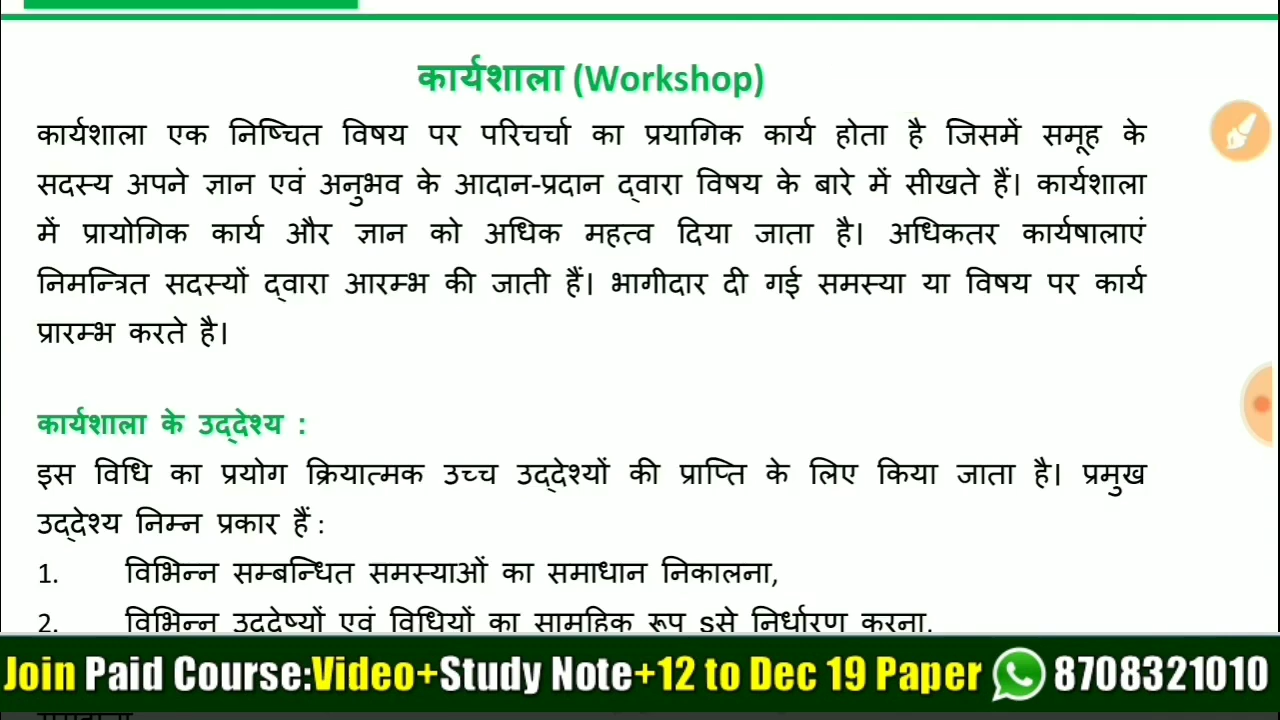 कार्यशाला (Workshop)
कार्यशाला एक निष्चित विषय पर परिचर्चा का प्रयागिक कार्य होता है जिसमें समूह के
सदस्य अपने ज्ञान एवं अनुभव के आदान-प्रदान द्वारा विषय के बारे में सीखते हैं। कार्यशाला
में प्रायोगिक कार्य और ज्ञान को अधिक महत्व दिया जाता है। अधिकतर कार्यषालाएं
निमन्त्रित सदस्यों द्वारा आरम्भ की जाती हैं। भागीदार दी गई समस्या या विषय पर कार्य
प्रारम्भ करते है।
कार्यशाला के उद्देश्य :
इस विधि का प्रयोग क्रियात्मक उच्च उद्देश्यों की प्राप्ति के लिए किया जाता है। प्रमुख
उद्देश्य निम्न प्रकार हैं :
1. विभिन्न सम्बन्धित समस्याओं का समाधान निकालना,
2. विभिन्न उद्देष्यों एवं विधियों का सामूहिक रूप sसे निर्धारण करना,
Join Paid Course:Video+Study Note+12 to Dec 19 Paper 8708321010